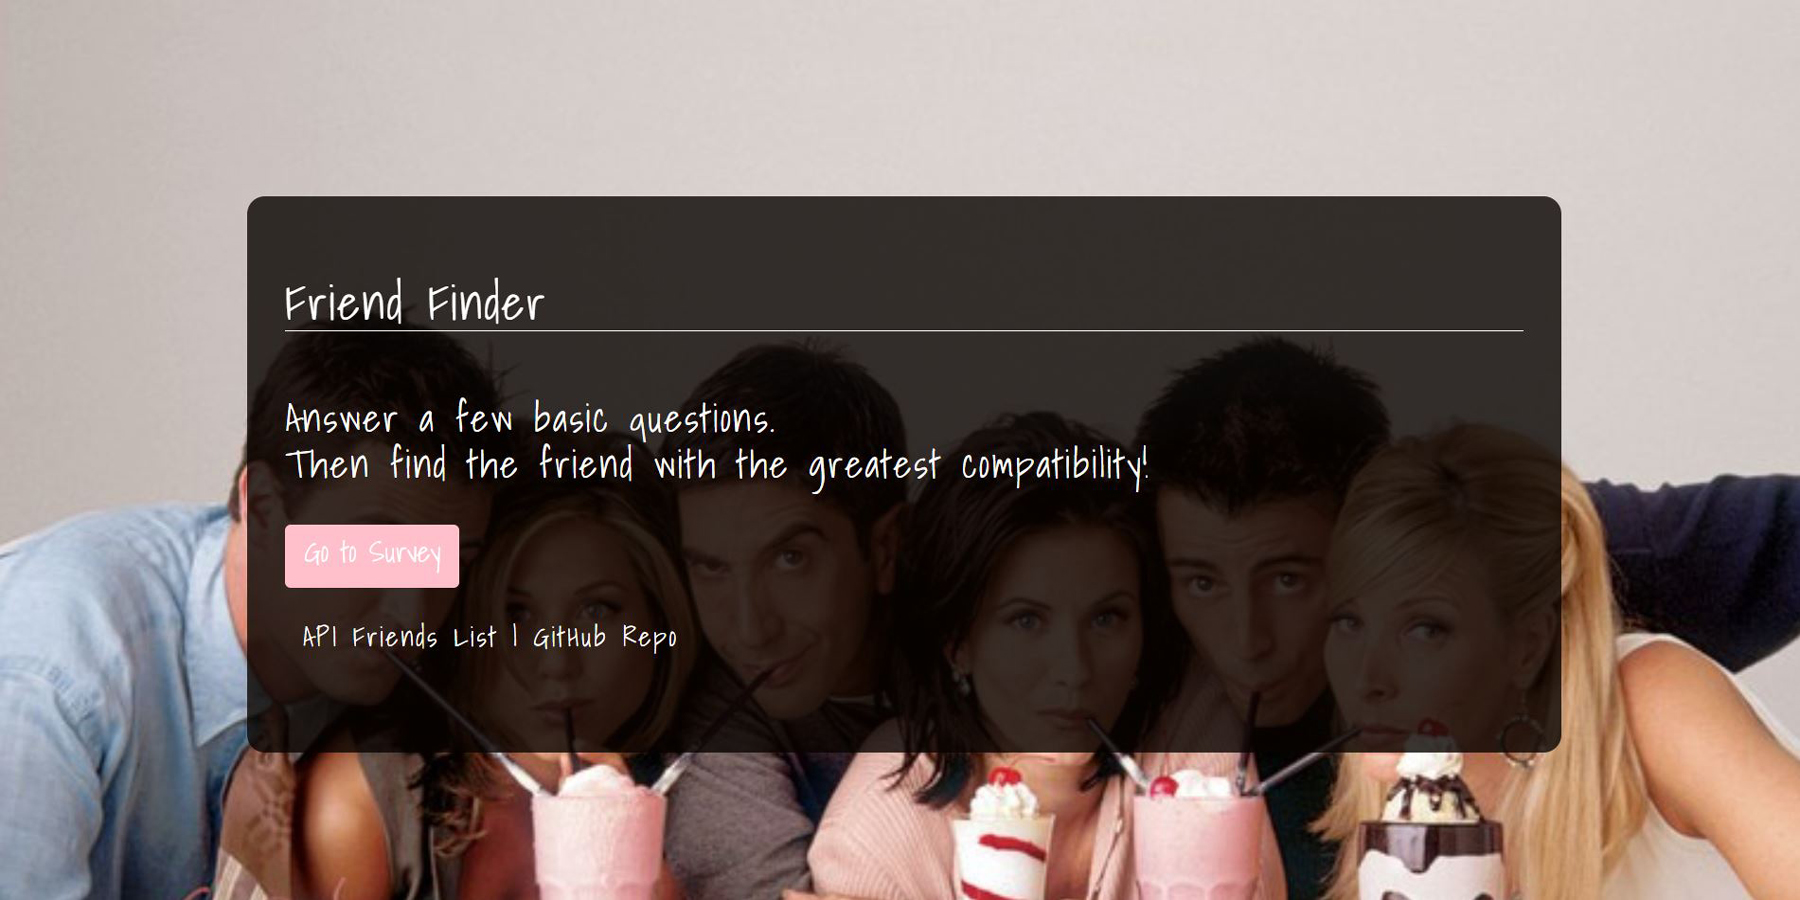 Friend Finder
Answer a few basic questions.
Then find the friend with the greatest compatibility!
Go to Survey
API Friends List | GitHub Repo